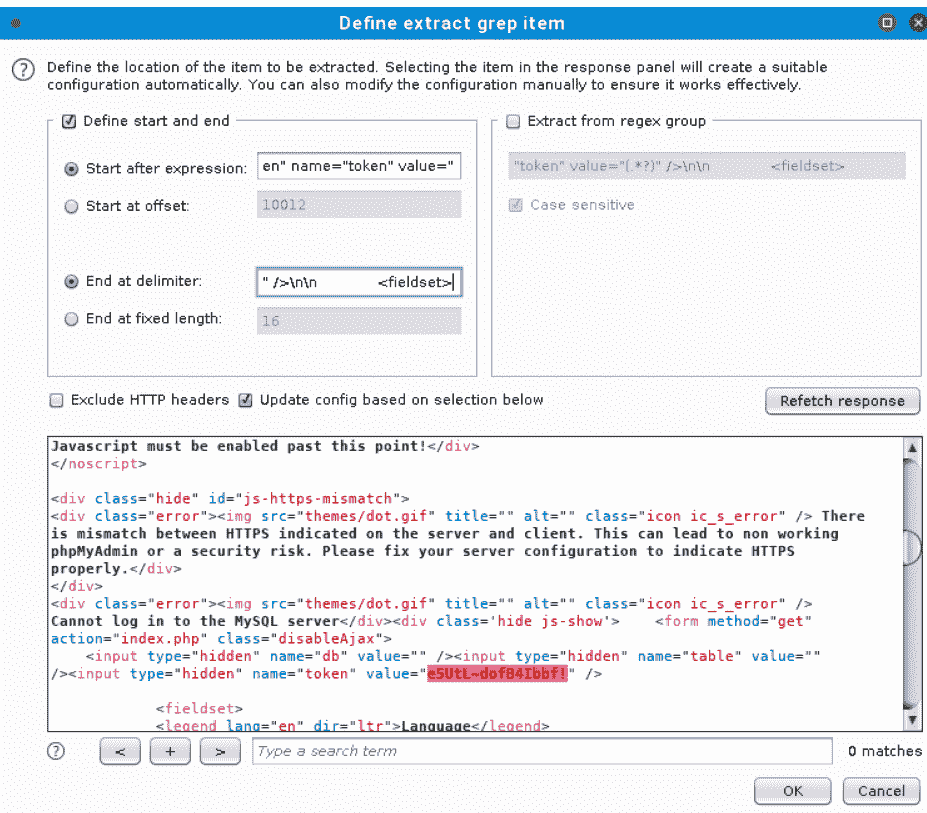 Define extract grep item
Define the location of the item to be extracted. Selecting the item in the response panel will create a suitable
configuration automatically. You can also modify the configuration manually to ensure it works effectively.
Define start and end
Start after expression: en" name="token" value="
Start at offset: 10012
End at delimiter: " />\n\n <fieldset>
End at fixed length: 16
Extract from regex group
"token" value="(.*?)" />\n\n <fieldset>
Case sensitive
Exclude HTTP headers Update config based on selection below
Refetch response
Javascript must be enabled past this point!</div>
</noscript>
<div class="hide" id="js-https-mismatch">
<div class="error"><img src="themes/dot.gif" title="" alt="" class="icon ic_s_error" /> There
is mismatch between HTTPS indicated on the server and client. This can lead to non working
phpMyAdmin or a security risk. Please fix your server configuration to indicate HTTPS
properly.</div>
</div>
<div class="error"><img src="themes/dot.gif" title="" alt="" class="icon ic_s_error" />
Cannot log in to the MySQL server</div><div class='hide js-show'> <form method="get"
action="index.php" class="disableAjax">
<input type="hidden" name="db" value="" /><input type="hidden" name="table" value=""
/><input type="hidden" name="token" value="e5UtL~dofB4Ibbf!" />
<fieldset>
<legend lang="en" dir="ltr">Language</legend>
? < + > Type a search term 0 matches
OK Cancel